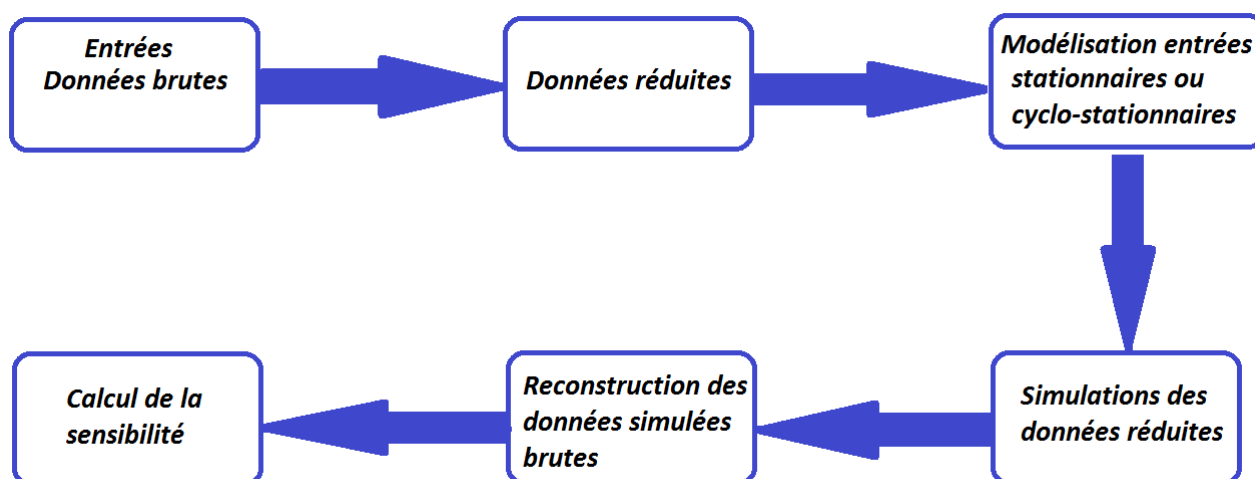 Entrées
Données brutes
Données réduites
Modélisation entrées
stationnaires ou
cyclo-stationnaires
Simulations des
données réduites
Reconstruction des
données simulées
brutes
Calcul de la
sensibilité